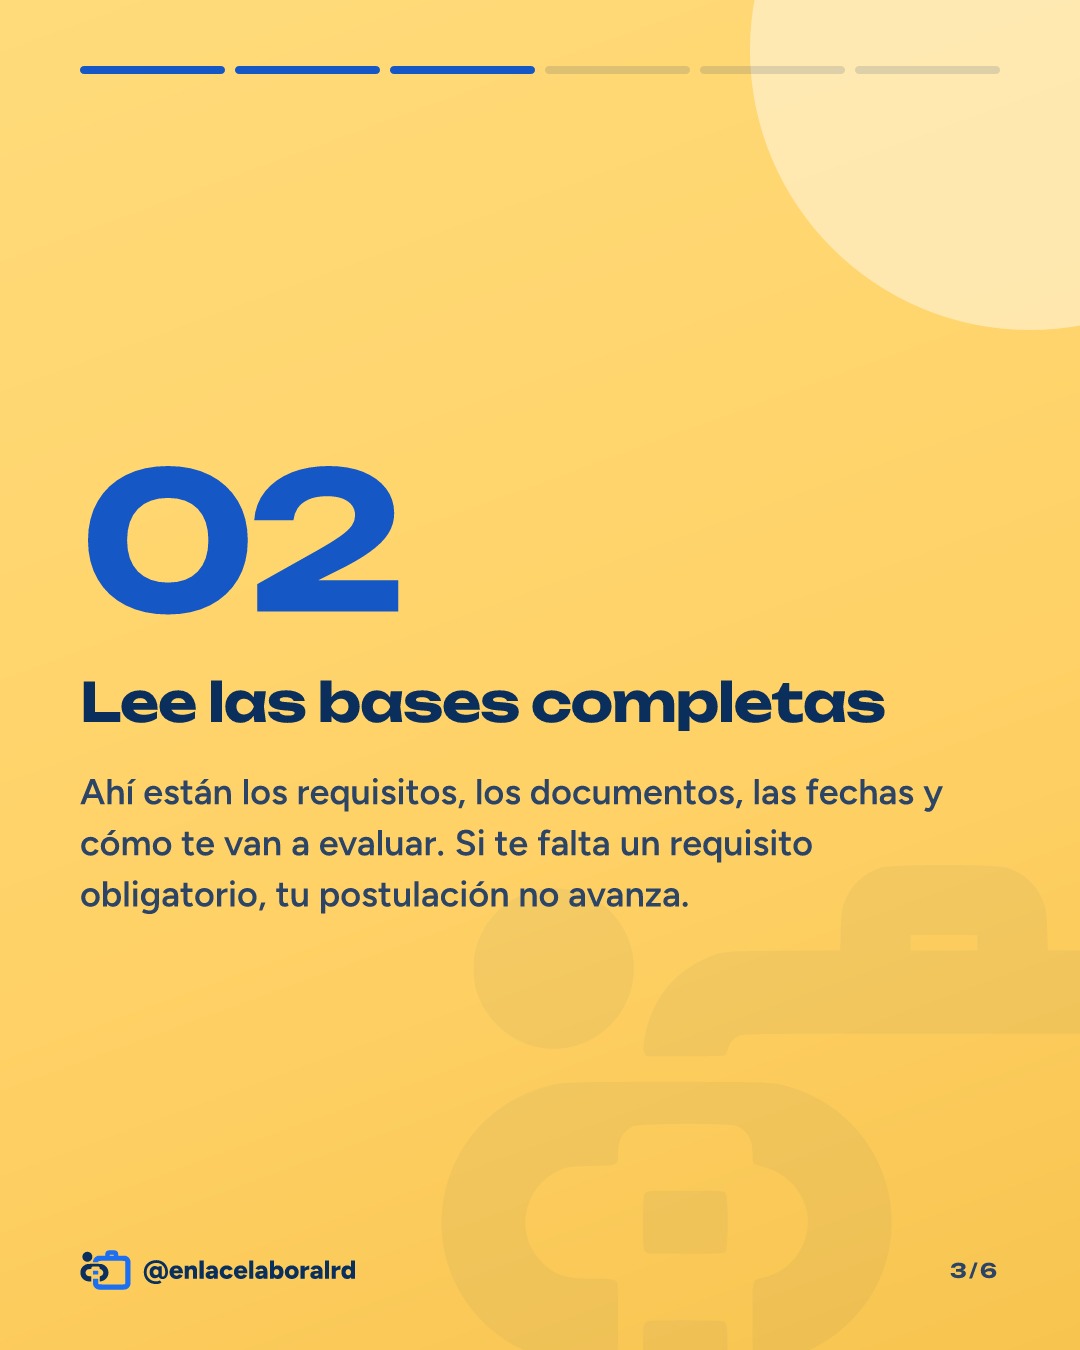 02
Lee las bases completas
Ahí están los requisitos, los documentos, las fechas y
cómo te van a evaluar. Si te falta un requisito
obligatorio, tu postulación no avanza.
@enlacelaboralrd
3/6